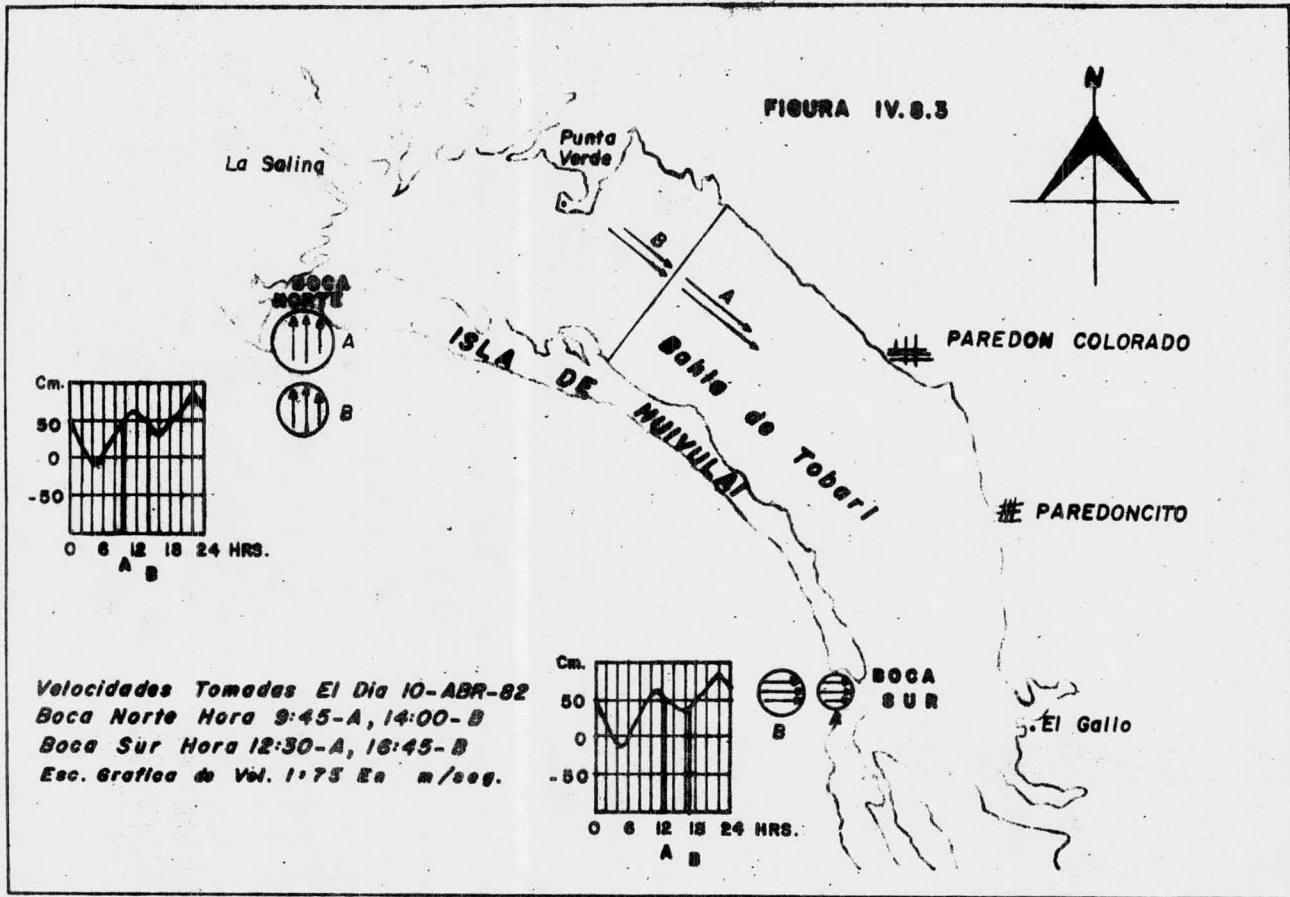 FIGURA IV.8.3
N
La Salina
Punta
Verde
BOCA
NORTE
A
B
B
A
ISLA DE HUIVULAI
Bahia de Tobari
PAREDON COLORADO
PAREDONCITO
Cm.
50
0
-50
0 6 12 18 24 HRS.
A B
Velocidades Tomadas El Dia 10-ABR-82
Boca Norte Hora 9:45-A, 14:00-B
Boca Sur Hora 12:30-A, 16:45-B
Esc. Grafica de Vel. 1:75 En m/seg.
Cm.
50
0
-50
0 6 12 18 24 HRS.
A B
B
A
BOCA
SUR
El Gallo